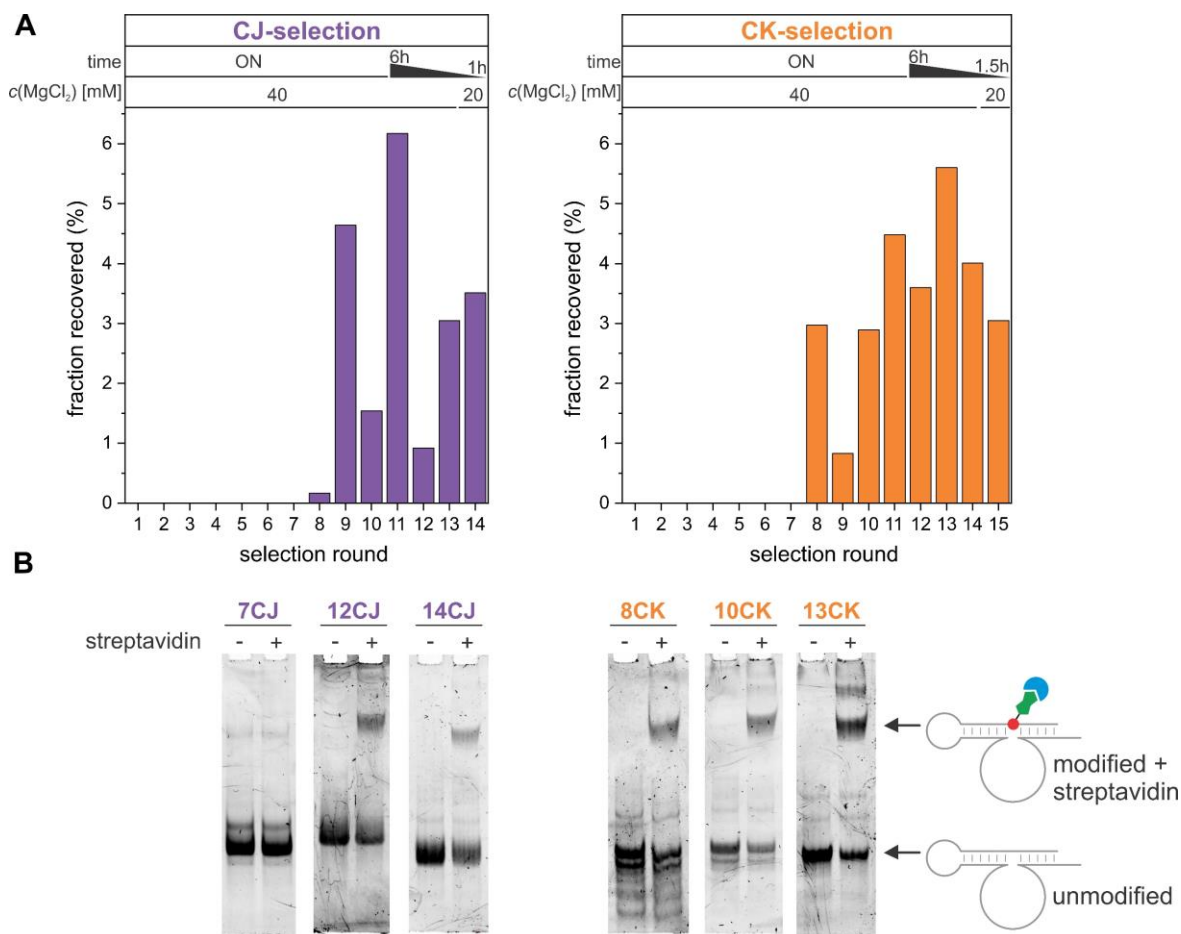 A
CJ-selection
time ON 6h 1h
c(MgCl₂) [mM] 40 20
fraction recovered (%)
6
5
4
3
2
1
0
1 2 3 4 5 6 7 8 9 10 11 12 13 14
selection round
CK-selection
time ON 6h 1.5h
c(MgCl₂) [mM] 40 20
fraction recovered (%)
6
5
4
3
2
1
0
1 2 3 4 5 6 7 8 9 10 11 12 13 14 15
selection round
B
7CJ 12CJ 14CJ 8CK 10CK 13CK
streptavidin - + - + - + - + - + - +
modified +
streptavidin
unmodified